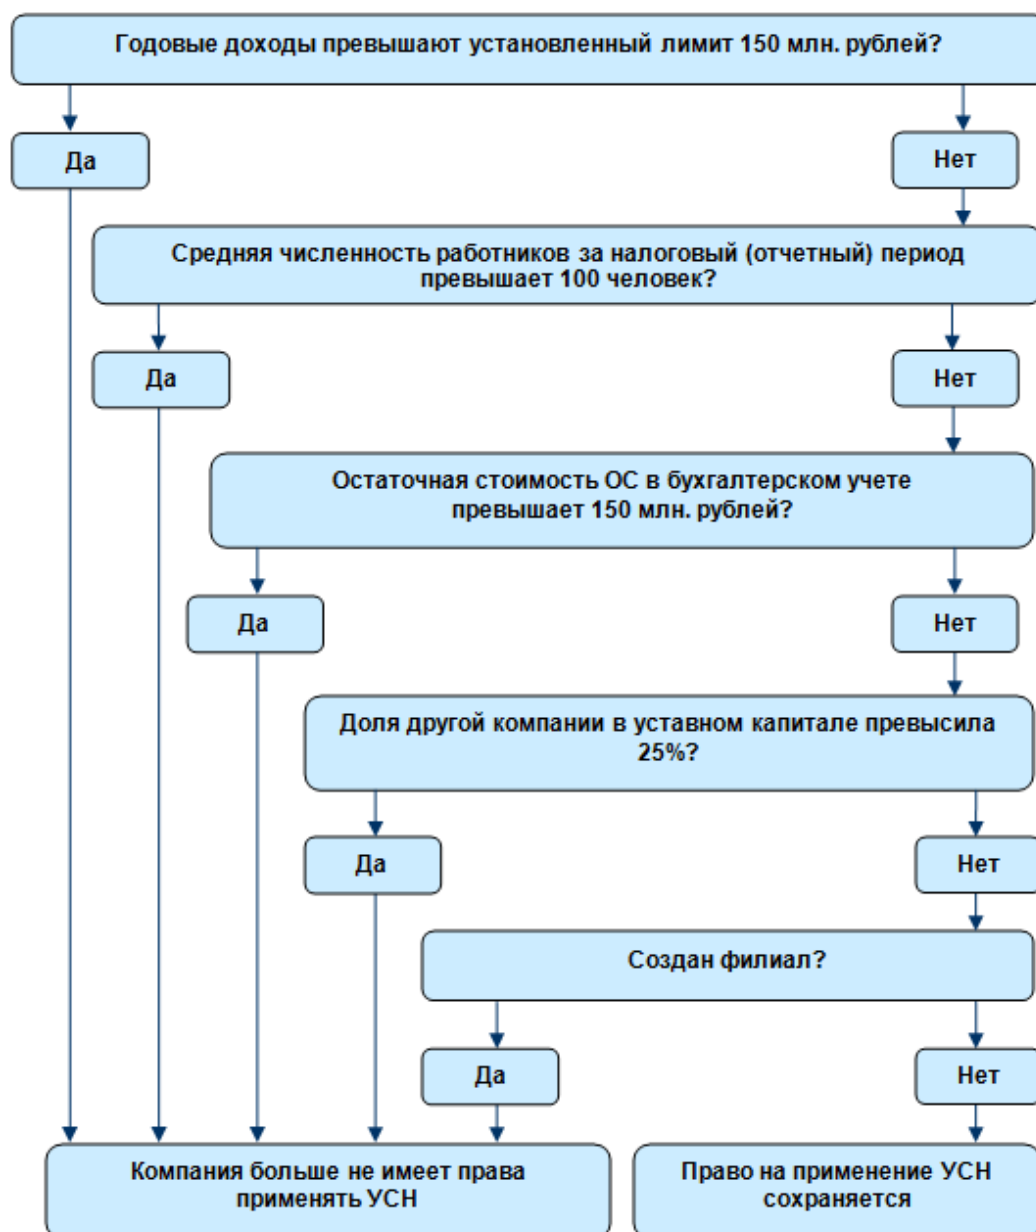 Годовые доходы превышают установленный лимит 150 млн. рублей?
Да
Нет
Средняя численность работников за налоговый (отчетный) период
превышает 100 человек?
Да
Нет
Остаточная стоимость ОС в бухгалтерском учете
превышает 150 млн. рублей?
Да
Нет
Доля другой компании в уставном капитале превысила
25%?
Да
Нет
Создан филиал?
Да
Нет
Компания больше не имеет права
применять УСН
Право на применение УСН
сохраняется